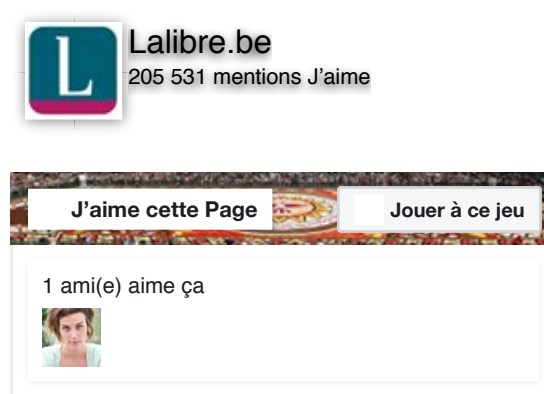 L
Lalibre.be
205 531 mentions J’aime
J’aime cette Page
Jouer à ce jeu
1 ami(e) aime ça